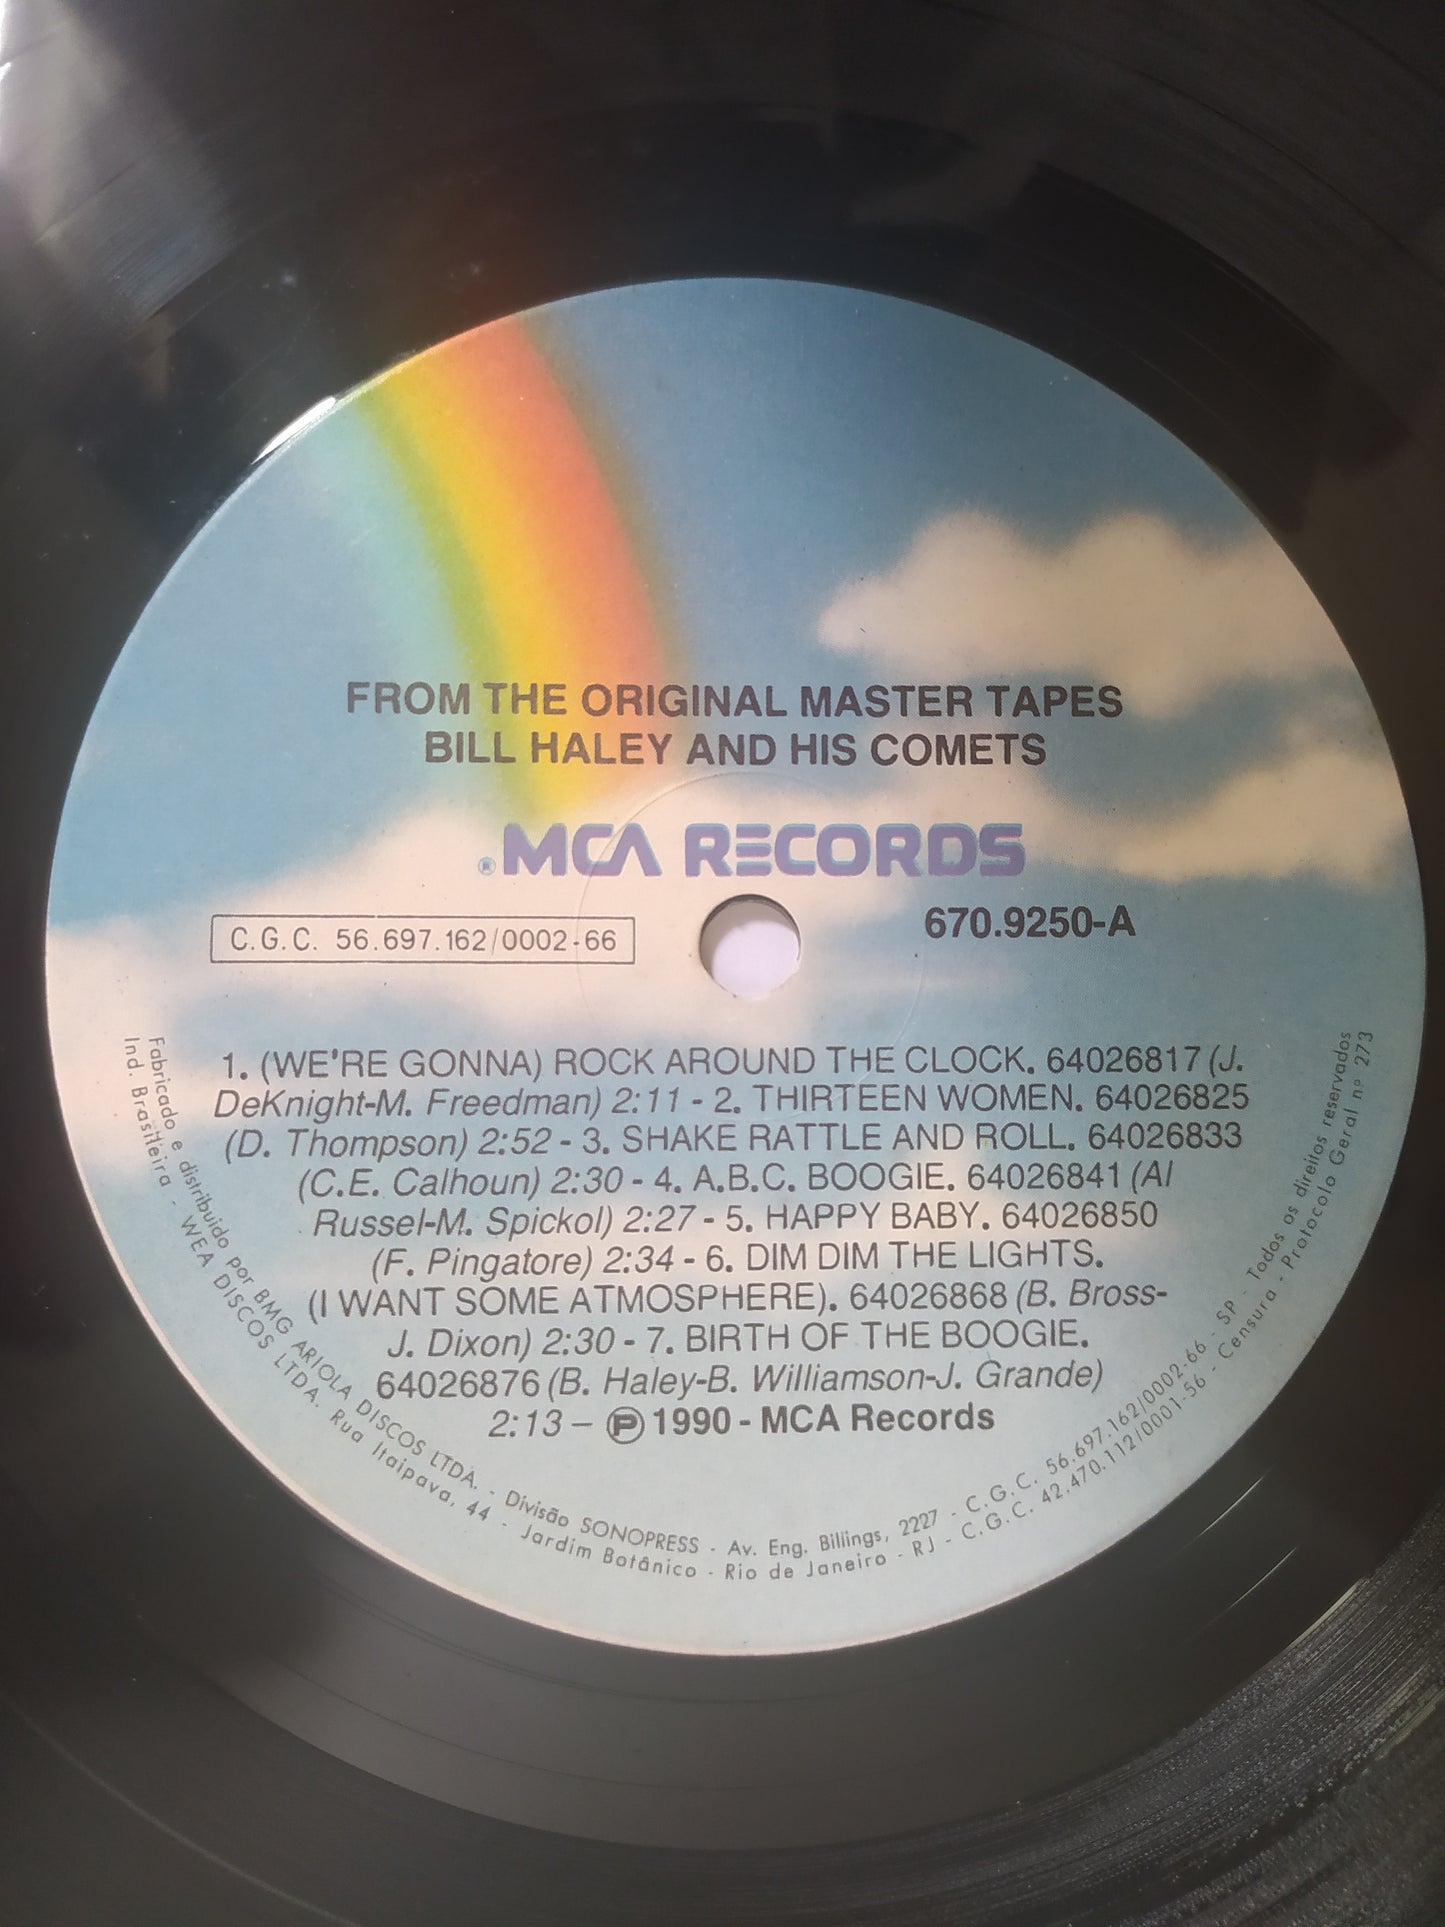 FROM THE ORIGINAL MASTER TAPES
BILL HALEY AND HIS COMETS
® MCA RECORDS
C.G.C. 56.697.162/0002-66
670.9250-A
1. (WE'RE GONNA) ROCK AROUND THE CLOCK. 64026817 (J.
DeKnight-M. Freedman) 2:11 - 2. THIRTEEN WOMEN. 64026825
(D. Thompson) 2:52 - 3. SHAKE RATTLE AND ROLL. 64026833
(C.E. Calhoun) 2:30 - 4. A.B.C. BOOGIE. 64026841 (Al
Russel-M. Spickol) 2:27 - 5. HAPPY BABY. 64026850
(F. Pingatore) 2:34 - 6. DIM DIM THE LIGHTS.
(I WANT SOME ATMOSPHERE). 64026868 (B. Bross-
J. Dixon) 2:30 - 7. BIRTH OF THE BOOGIE.
64026876 (B. Haley-B. Williamson-J. Grande)
2:13 – ℗ 1990 - MCA Records
Fabricado e distribuido por BMG ARIOLA DISCOS LTDA. - Divisão SONOPRESS - Av. Eng. Billings, 2227 - C.G.C. 56.697.162/0002-66 - SP - Todos os direitos reservados
Ind. Brasileira - WEA DISCOS LTDA. Rua Itaipava, 44 - Jardim Botânico - Rio de Janeiro - RJ - C.G.C. 42.470.112/0001-56 - Censura - Protocolo Geral nº 273